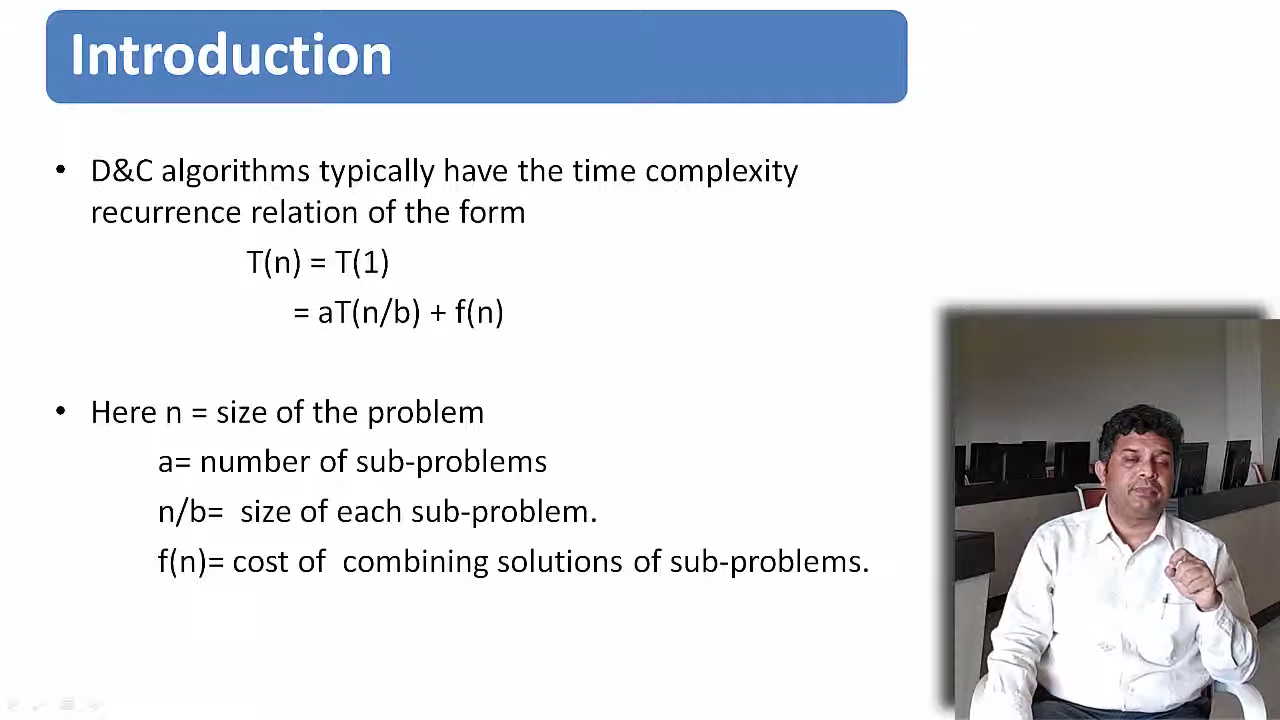 Introduction
• D&C algorithms typically have the time complexity
recurrence relation of the form
T(n) = T(1)
= aT(n/b) + f(n)
• Here n = size of the problem
a= number of sub-problems
n/b= size of each sub-problem.
f(n)= cost of combining solutions of sub-problems.